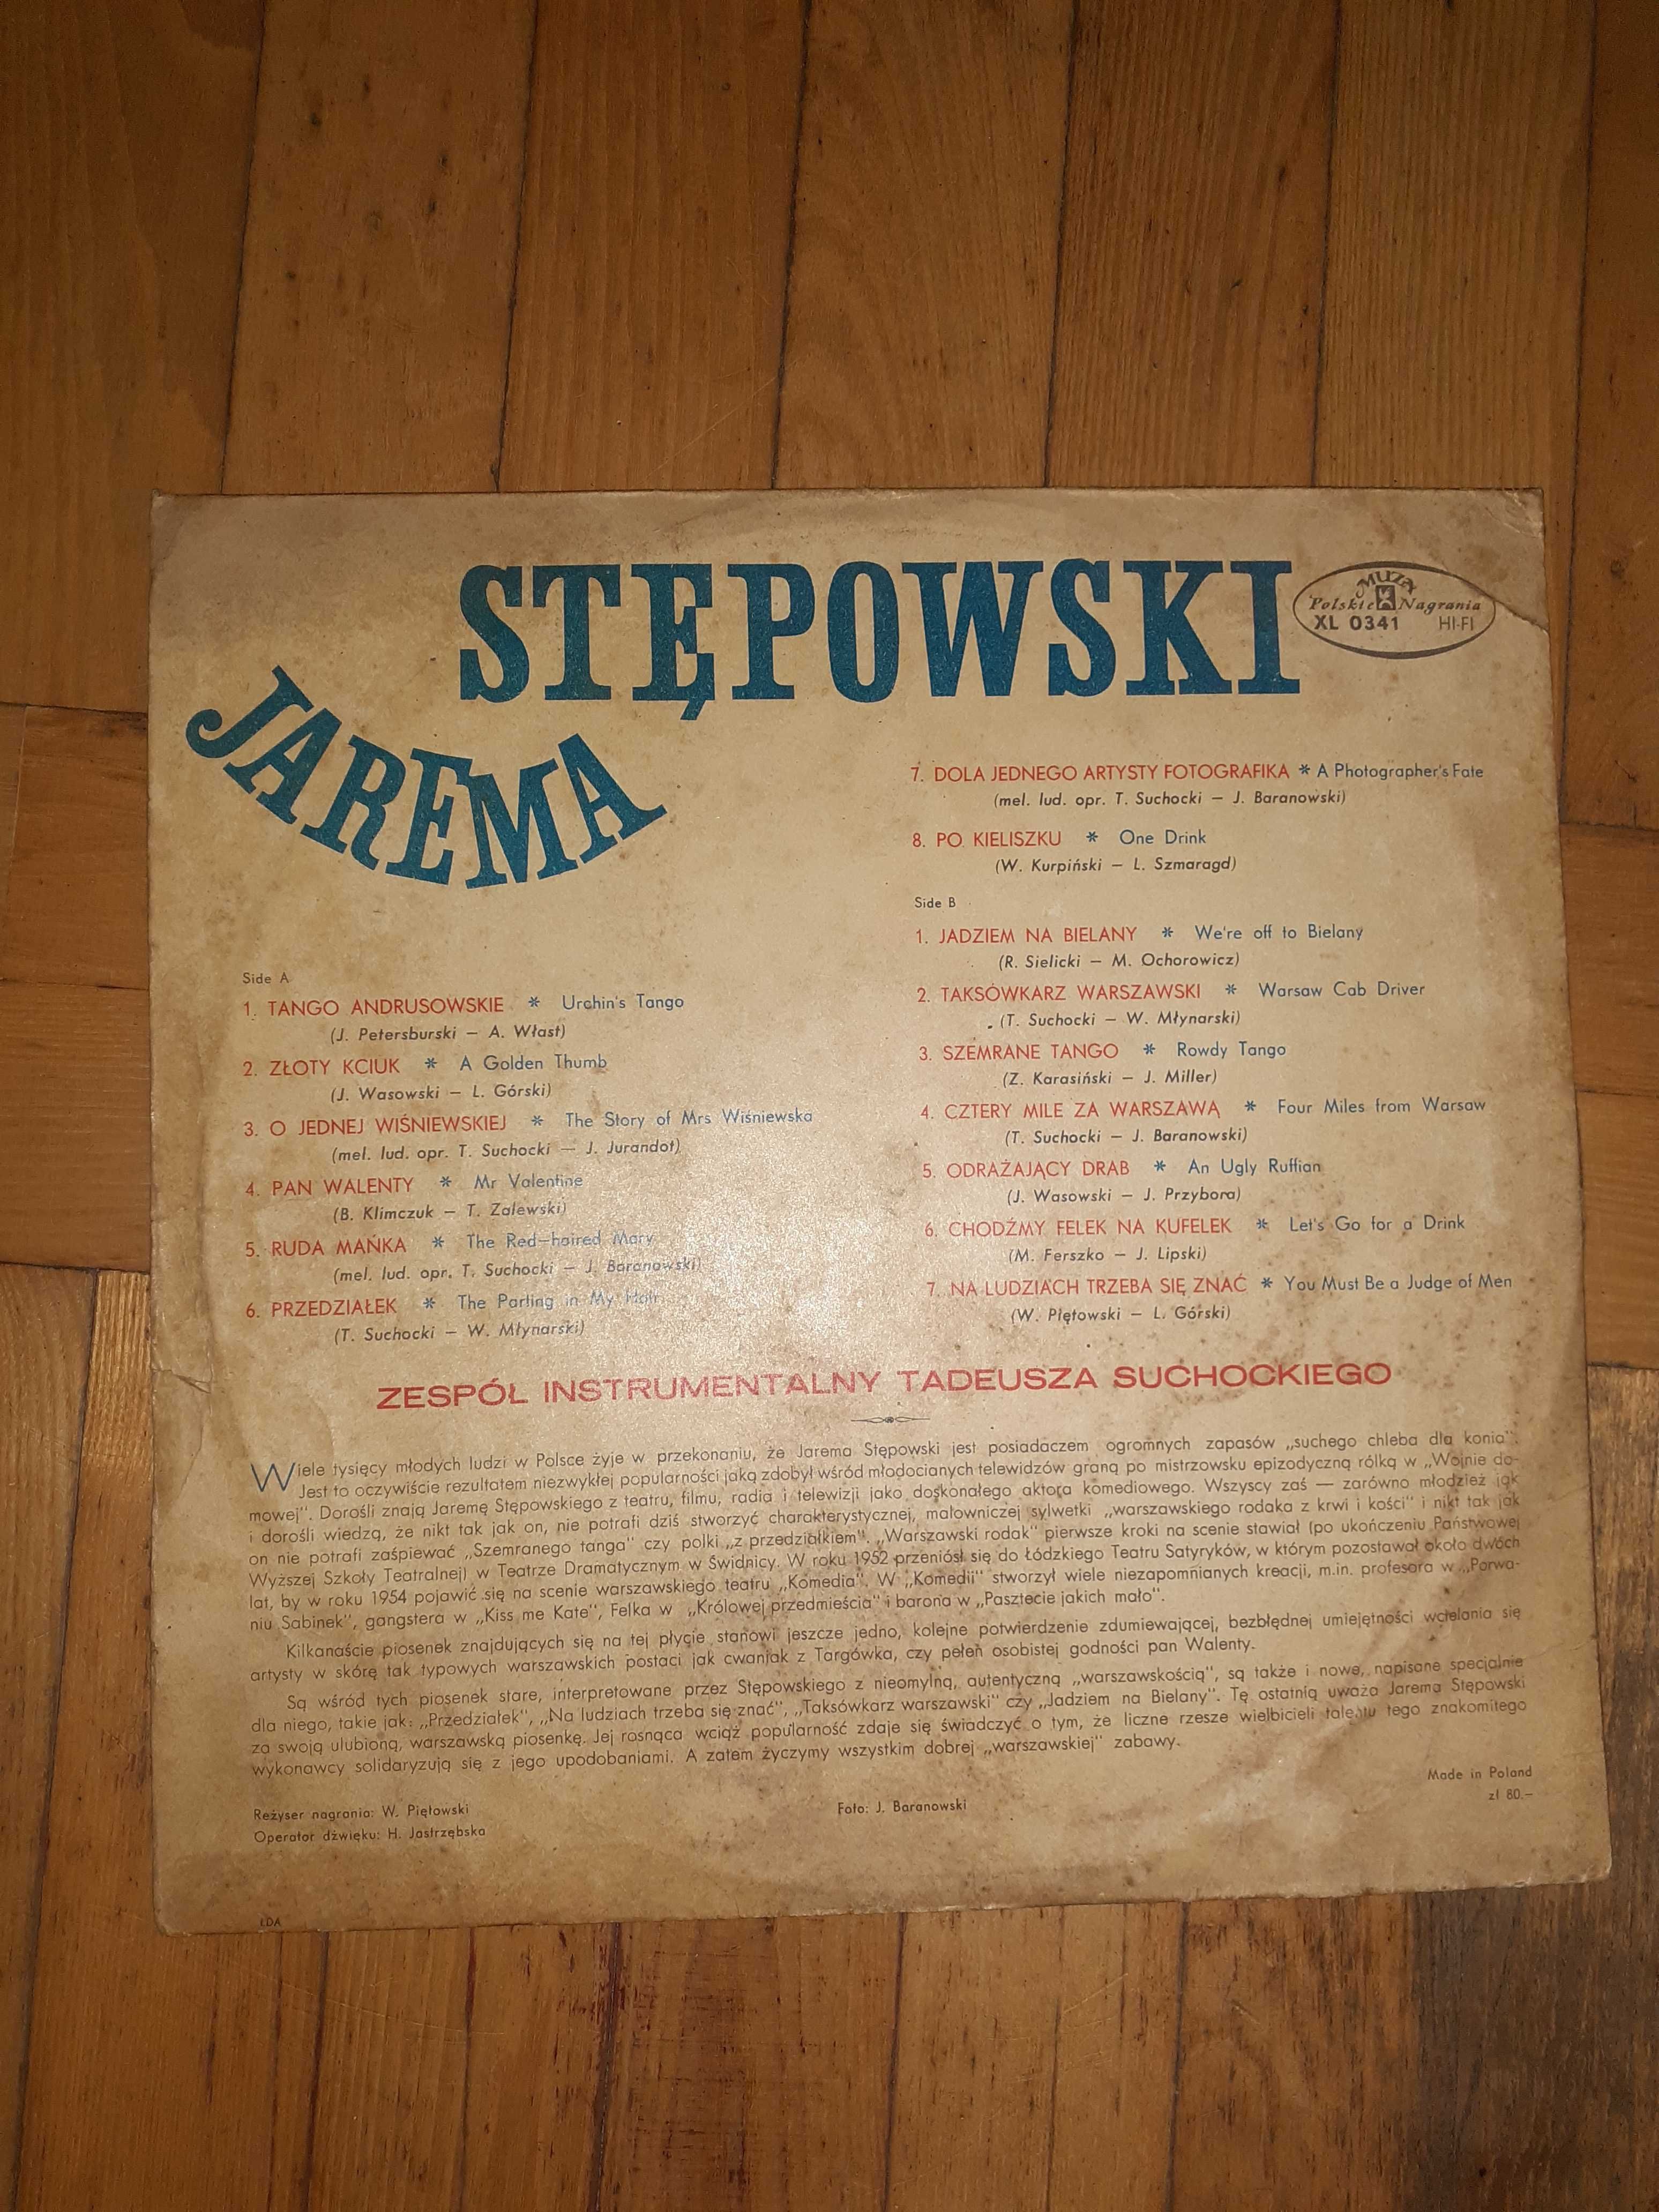 STĘPOWSKI
JAREMA
MUZA
Polskie Nagrania
XL 0341 HI-FI
Side A
1. TANGO ANDRUSOWSKIE * Urchin's Tango
(J. Petersburski — A. Włast)
2. ZŁOTY KCIUK * A Golden Thumb
(J. Wasowski — L. Górski)
3. O JEDNEJ WIŚNIEWSKIEJ * The Story of Mrs Wiśniewska
(mel. lud. opr. T. Suchocki — J. Jurandot)
4. PAN WALENTY * Mr Valentine
(B. Klimczuk — T. Zalewski)
5. RUDA MAŃKA * The Red-haired Mary
(mel. lud. opr. T. Suchocki — J. Baranowski)
6. PRZEDZIAŁEK * The Parting in My Hair
(T. Suchocki — W. Młynarski)
7. DOLA JEDNEGO ARTYSTY FOTOGRAFIKA * A Photographer's Fate
(mel. lud. opr. T. Suchocki — J. Baranowski)
8. PO KIELISZKU * One Drink
(W. Kurpiński — L. Szmaragd)
Side B
1. JADZIEM NA BIELANY * We're off to Bielany
(R. Sielicki — M. Ochorowicz)
2. TAKSÓWKARZ WARSZAWSKI * Warsaw Cab Driver
(T. Suchocki — W. Młynarski)
3. SZEMRANE TANGO * Rowdy Tango
(Z. Karasiński — J. Miller)
4. CZTERY MILE ZA WARSZAWĄ * Four Miles from Warsaw
(T. Suchocki — J. Baranowski)
5. ODRAŻAJĄCY DRAB * An Ugly Ruffian
(J. Wasowski — J. Przybora)
6. CHODŹMY FELEK NA KUFELEK * Let's Go for a Drink
(M. Ferszko — J. Lipski)
7. NA LUDZIACH TRZEBA SIĘ ZNAĆ * You Must Be a Judge of Men
(W. Piętowski — L. Górski)
ZESPÓŁ INSTRUMENTALNY TADEUSZA SUCHOCKIEGO
Wiele tysięcy młodych ludzi w Polsce żyje w przekonaniu, że Jarema Stępowski jest posiadaczem ogromnych zapasów „suchego chleba dla konia".
Jest to oczywiście rezultatem niezwykłej popularności jaką zdobył wśród młodocianych telewidzów graną po mistrzowsku epizodyczną rólką w „Wojnie do-
mowej". Dorośli znają Jaremę Stępowskiego z teatru, filmu, radia i telewizji jako doskonałego aktora komediowego. Wszyscy zaś — zarówno młodzież jak
i dorośli wiedzą, że nikt tak jak on, nie potrafi dziś stworzyć charakterystycznej, malowniczej sylwetki „warszawskiego rodaka z krwi i kości" i nikt tak jak
on nie potrafi zaśpiewać „Szemranego tanga" czy polki „z przedziałkiem". „Warszawski rodak" pierwsze kroki na scenie stawiał (po ukończeniu Państwowej
Wyższej Szkoły Teatralnej) w Teatrze Dramatycznym w Świdnicy. W roku 1952 przeniósł się do Łódzkiego Teatru Satyryków, w którym pozostawał około dwóch
lat, by w roku 1954 pojawić się na scenie warszawskiego teatru „Komedia". W „Komedii" stworzył wiele niezapomnianych kreacji, m.in. profesora w „Porwa-
niu Sabinek", gangstera w „Kiss me Kate", Felka w „Królowej przedmieścia" i barona w „Pasztecie jakich mało".
Kilkanaście piosenek znajdujących się na tej płycie stanowi jeszcze jedno, kolejne potwierdzenie zdumiewającej, bezbłędnej umiejętności wcielania się
artysty w skórę tak typowych warszawskich postaci jak cwaniak z Targówka, czy pełen osobistej godności pan Walenty.
Są wśród tych piosenek stare, interpretowane przez Stępowskiego z nieomylną, autentyczną „warszawskością", są także i nowe, napisane specjalnie
dla niego, takie jak: „Przedziałek", „Na ludziach trzeba się znać", „Taksówkarz warszawski" czy „Jadziem na Bielany". Tę ostatnią uważa Jarema Stępowski
za swoją ulubioną, warszawską piosenkę. Jej rosnąca wciąż popularność zdaje się świadczyć o tym, że liczne rzesze wielbicieli talentu tego znakomitego
wykonawcy solidaryzują się z jego upodobaniami. A zatem życzymy wszystkim dobrej „warszawskiej" zabawy.
Made in Poland
zł 80.—
Reżyser nagrania: W. Piętowski
Operator dźwięku: H. Jastrzębska
Foto: J. Baranowski
LDA